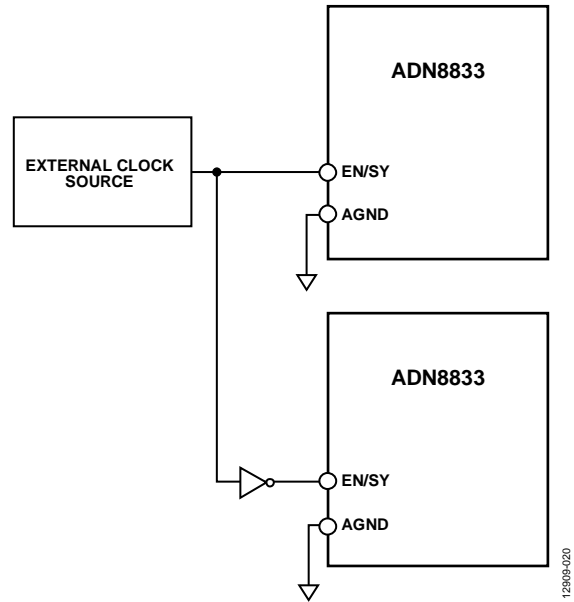 ADN8833
EXTERNAL CLOCK
SOURCE
EN/SY
AGND
ADN8833
EN/SY
AGND
12909-020